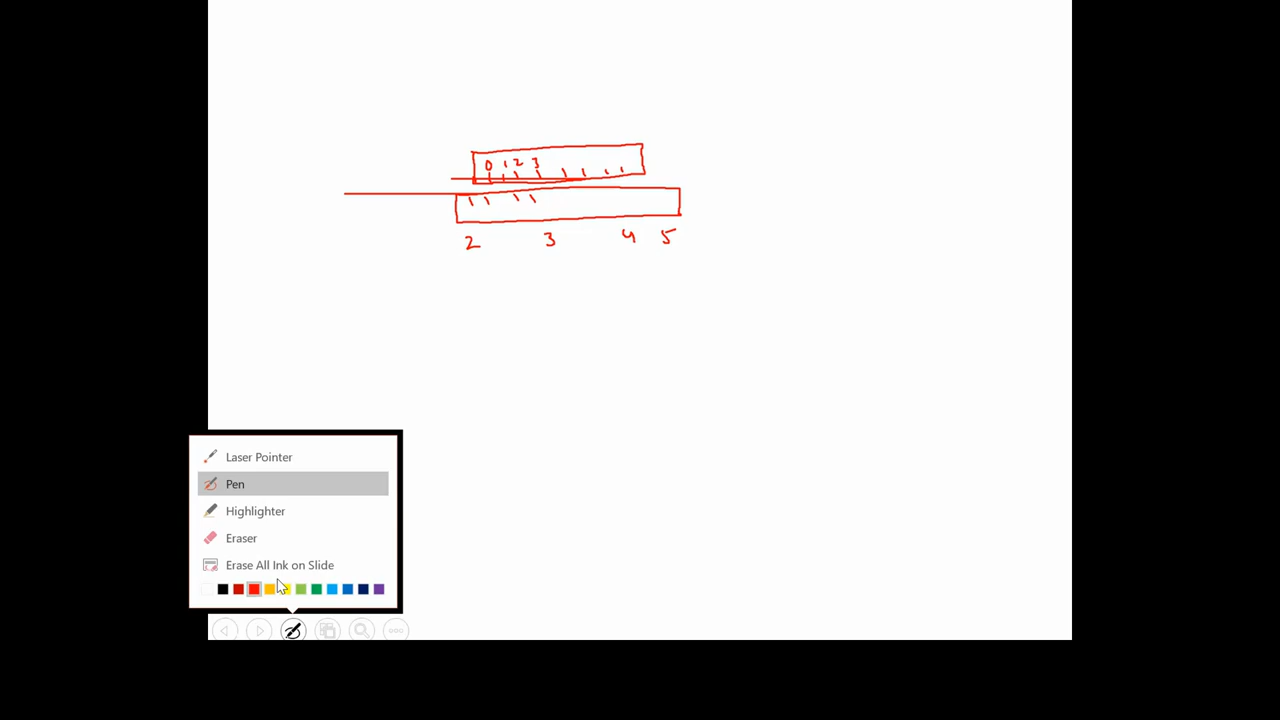 0 1 2 3
2 3 4 5
Laser Pointer
Pen
Highlighter
Eraser
Erase All Ink on Slide